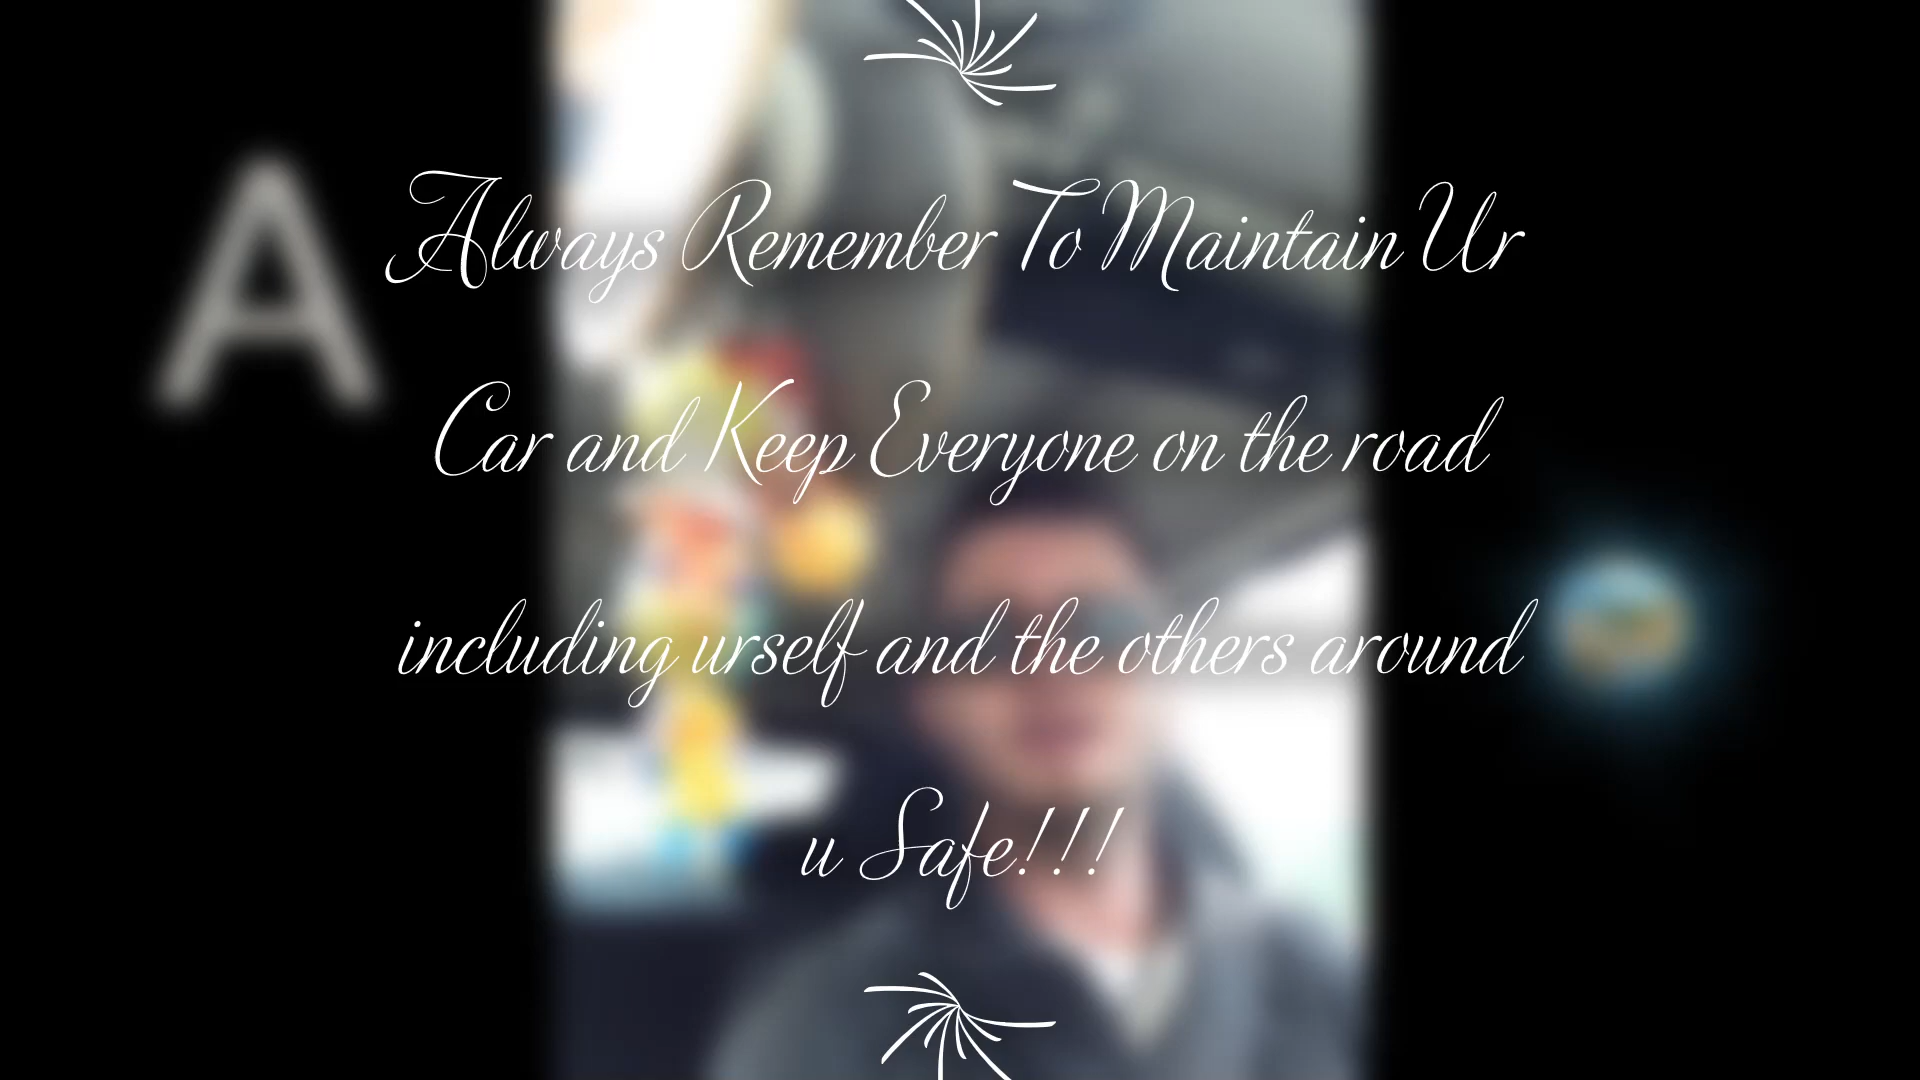 A
Always Remember To Maintain Ur
Car and Keep Everyone on the road
including urself and the others around
u Safe!!!